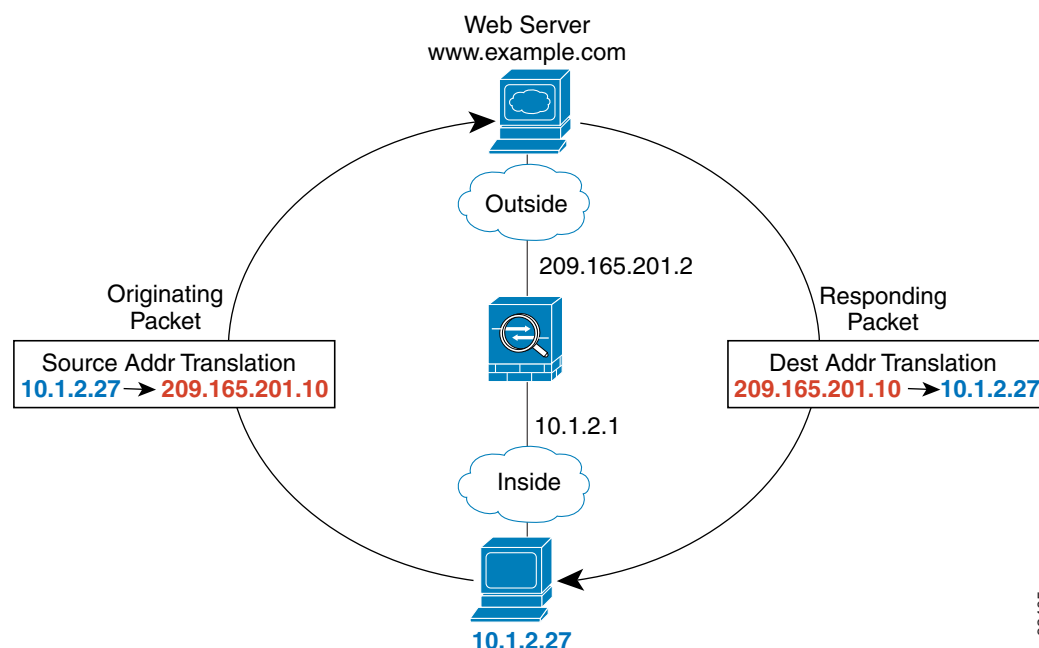 Web Server
www.example.com
Outside
209.165.201.2
Originating
Packet
Source Addr Translation
10.1.2.27 209.165.201.10
Responding
Packet
Dest Addr Translation
209.165.201.10 10.1.2.27
10.1.2.1
Inside
10.1.2.27